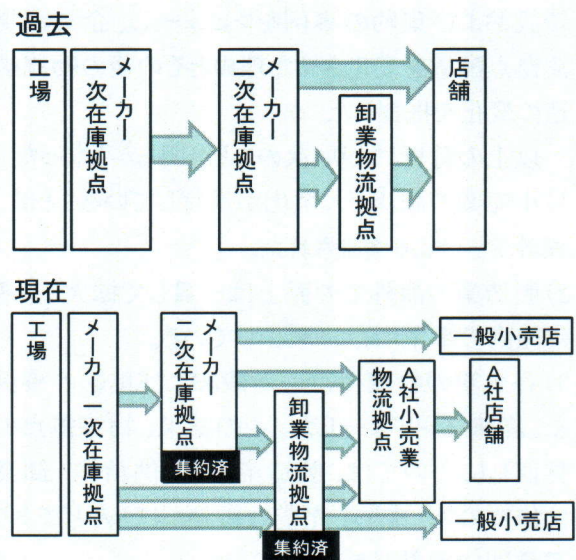 過去
工場
メーカー
一次在庫拠点
メーカー
二次在庫拠点
卸業物流拠点
店舗
現在
工場
メーカー一次在庫拠点
メーカー
二次在庫拠点
集約済
卸業物流拠点
集約済
A社小売業
物流拠点
A社店舗
一般小売店
一般小売店